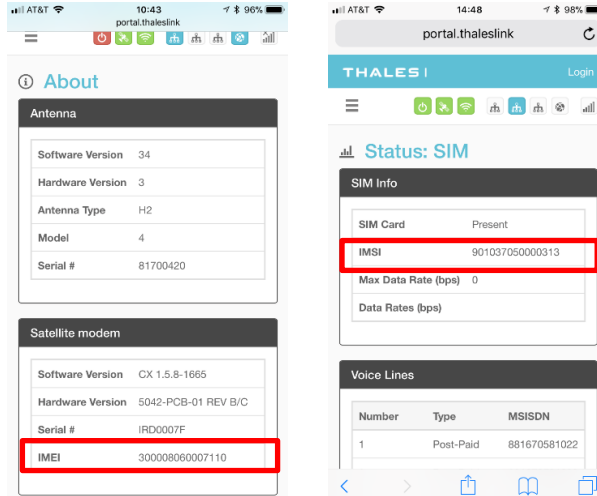 AT&T 10:43 96%
portal.thaleslink
About
Antenna
Software Version 34
Hardware Version 3
Antenna Type H2
Model 4
Serial # 81700420
Satellite modem
Software Version CX 1.5.8-1665
Hardware Version 5042-PCB-01 REV B/C
Serial # IRD0007F
IMEI 300008060007110
AT&T 14:48 98%
portal.thaleslink
THALES Login
Status: SIM
SIM Info
SIM Card Present
IMSI 901037050000313
Max Data Rate (bps) 0
Data Rates (bps)
Voice Lines
Number Type MSISDN
1 Post-Paid 881670581022